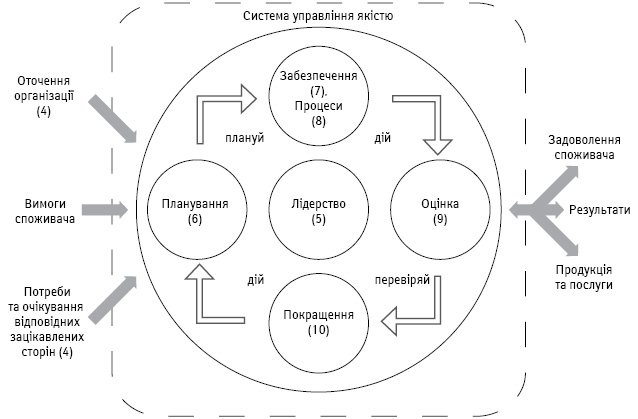 Система управління якістю
Оточення
організації
(4)
Вимоги
споживача
Потреби
та очікування
відповідних
зацікавлених
сторін (4)
Забезпечення
(7).
Процеси
(8)
плануй
дій
Планування
(6)
Лідерство
(5)
Оцінка
(9)
дій
перевіряй
Покращення
(10)
Задоволення
споживача
Результати
Продукція
та послуги